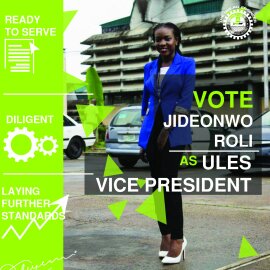 READY
TO SERVE
DILIGENT
LAYING
FURTHER
STANDARDS
VOTE
JIDEONWO
ROLI
AS ULES
VICE PRESIDENT